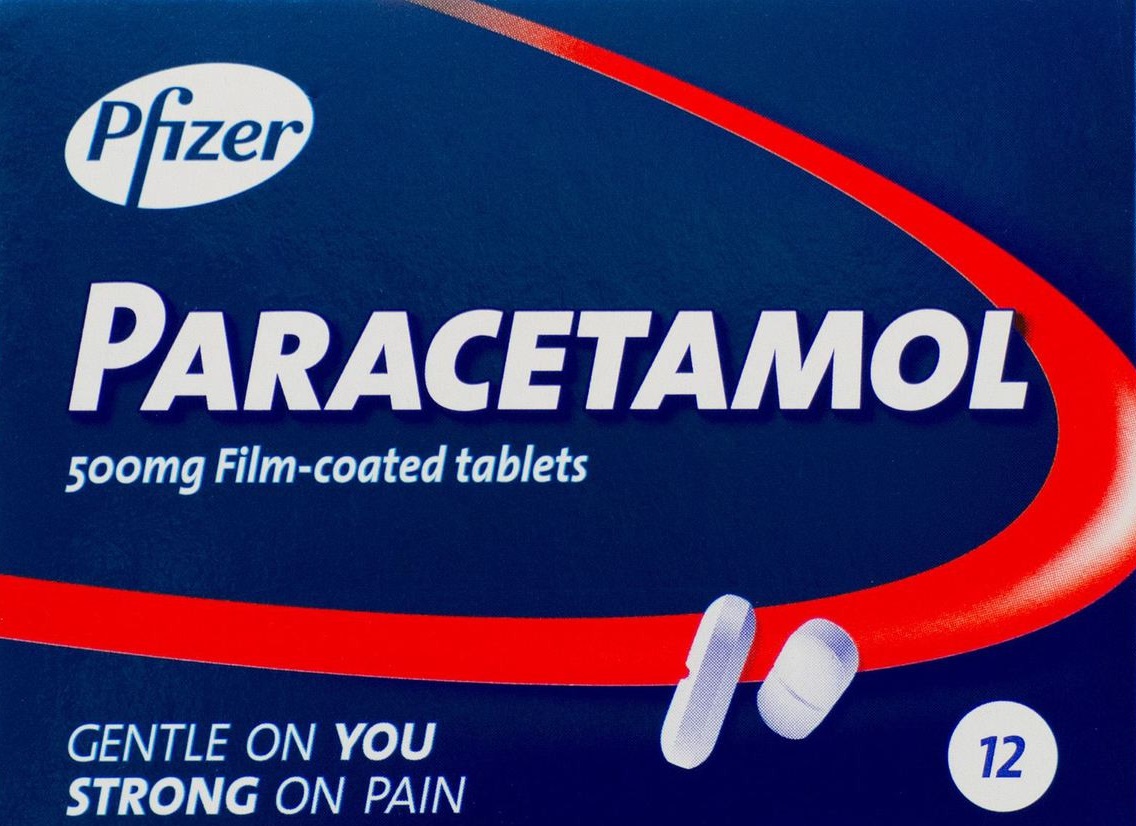 Pfizer
PARACETAMOL
500mg Film-coated tablets
GENTLE ON YOU
STRONG ON PAIN
12